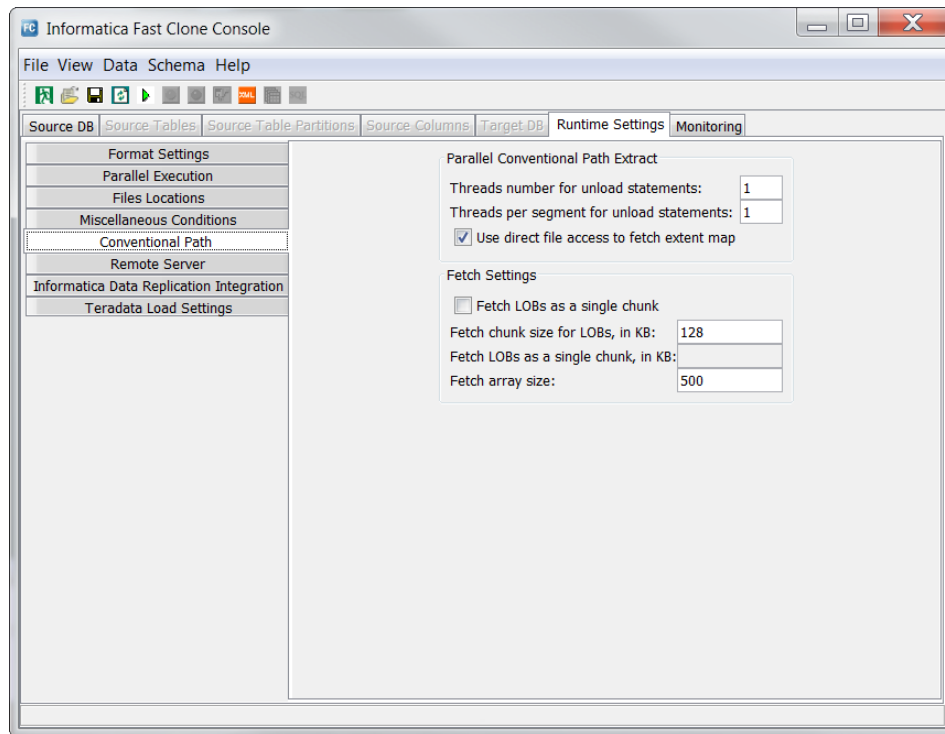 FC Informatica Fast Clone Console
File View Data Schema Help
Source DB Source Tables Source Table Partitions Source Columns Target DB Runtime Settings Monitoring
Format Settings
Parallel Execution
Files Locations
Miscellaneous Conditions
Conventional Path
Remote Server
Informatica Data Replication Integration
Teradata Load Settings
Parallel Conventional Path Extract
Threads number for unload statements: 1
Threads per segment for unload statements: 1
Use direct file access to fetch extent map
Fetch Settings
Fetch LOBs as a single chunk
Fetch chunk size for LOBs, in KB: 128
Fetch LOBs as a single chunk, in KB:
Fetch array size: 500